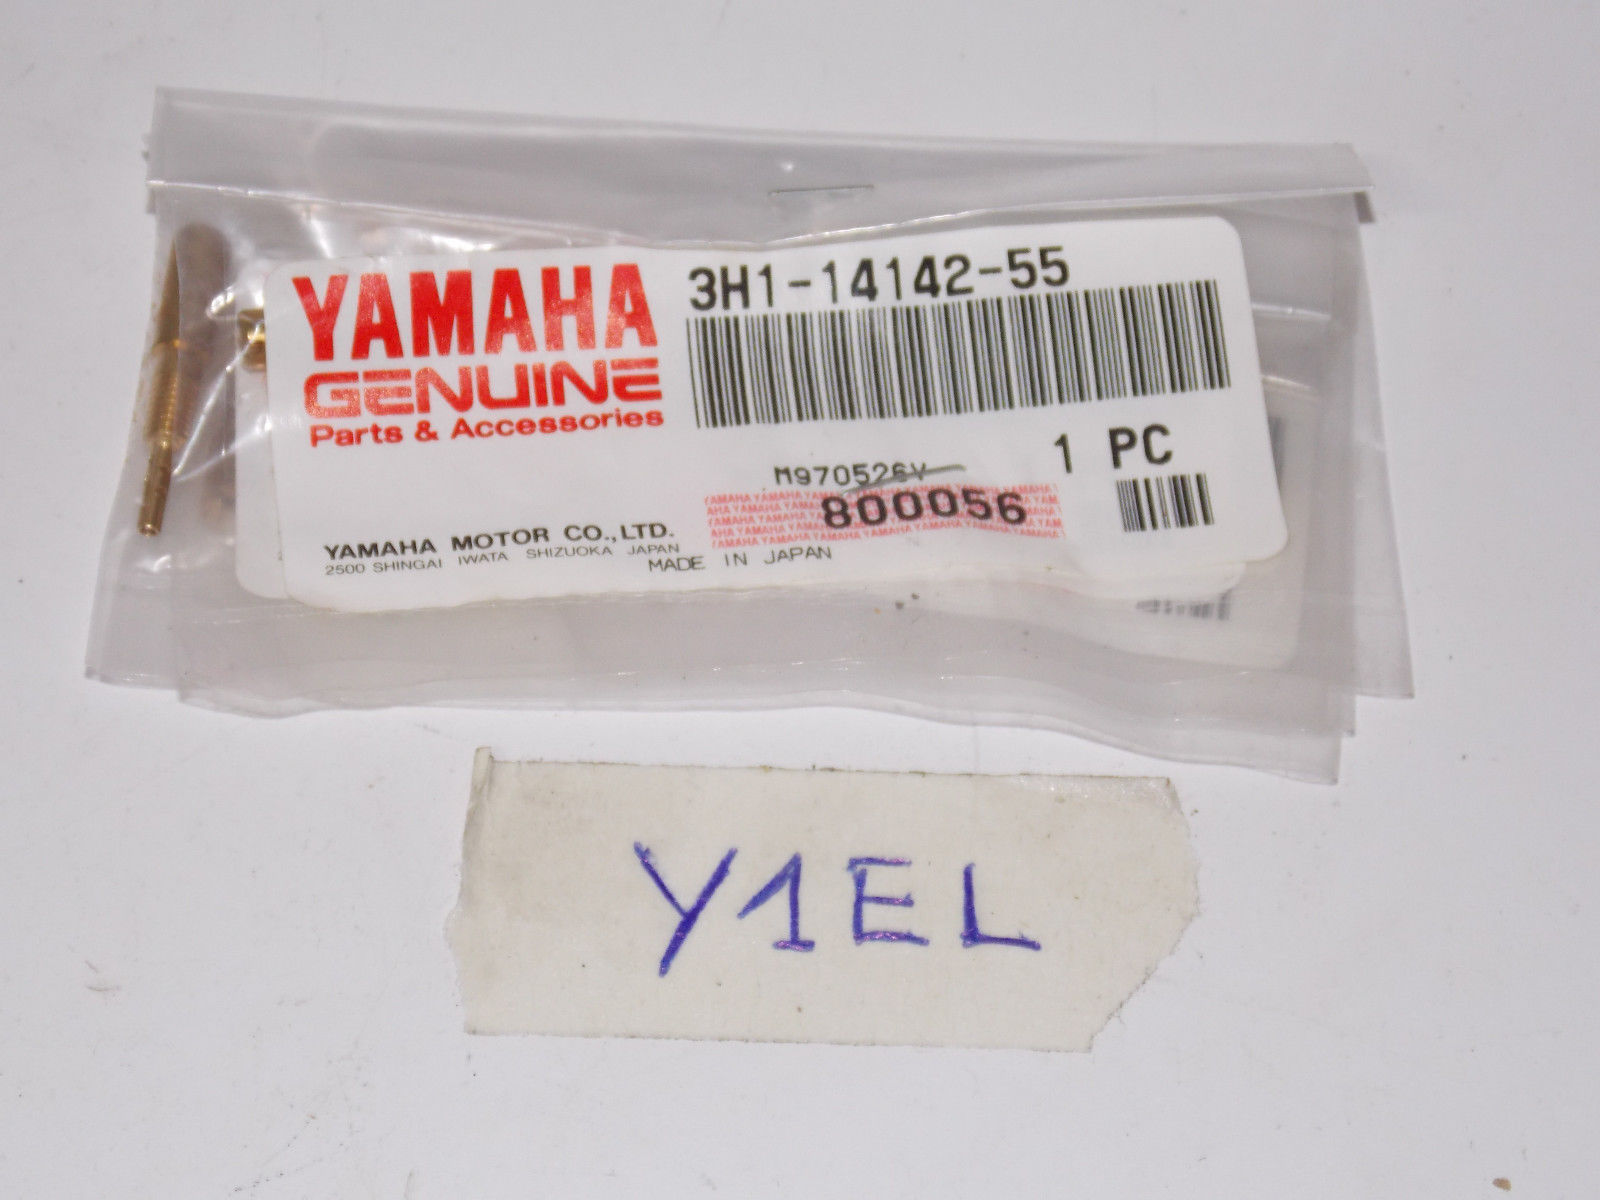 YAMAHA
GENUINE
Parts & Accessories
3H1-14142-55
1 PC
M970526V
800056
YAMAHA MOTOR CO.,LTD.
2500 SHINGAI IWATA SHIZUOKA JAPAN
MADE IN JAPAN
Y1EL